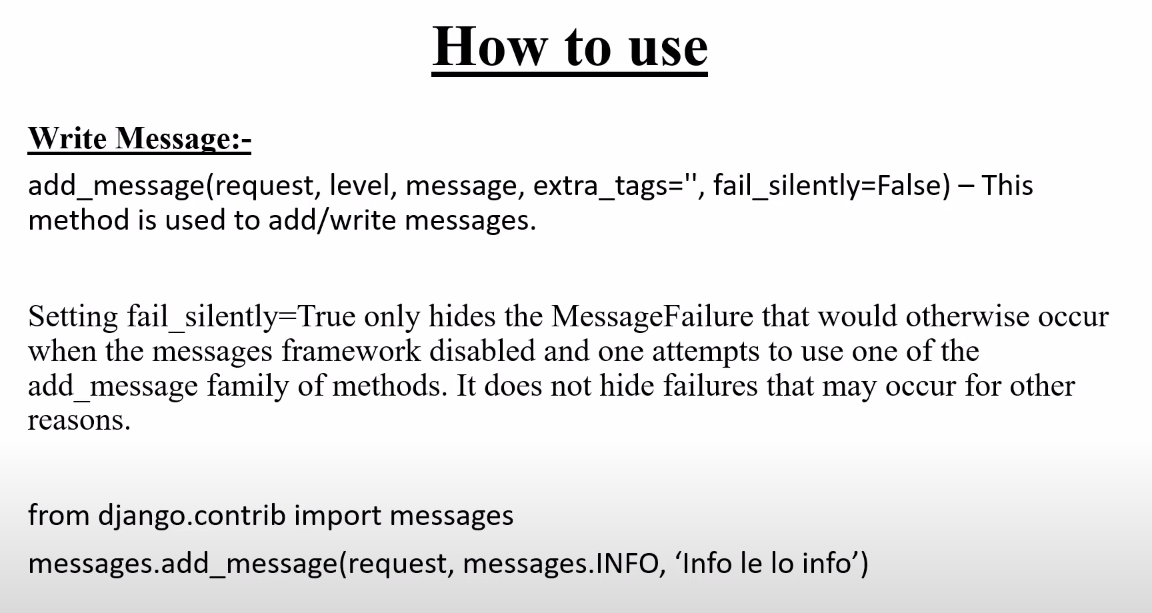 How to use
Write Message:-
add_message(request, level, message, extra_tags='', fail_silently=False) – This
method is used to add/write messages.
Setting fail_silently=True only hides the MessageFailure that would otherwise occur
when the messages framework disabled and one attempts to use one of the
add_message family of methods. It does not hide failures that may occur for other
reasons.
from django.contrib import messages
messages.add_message(request, messages.INFO, ‘Info le lo info’)